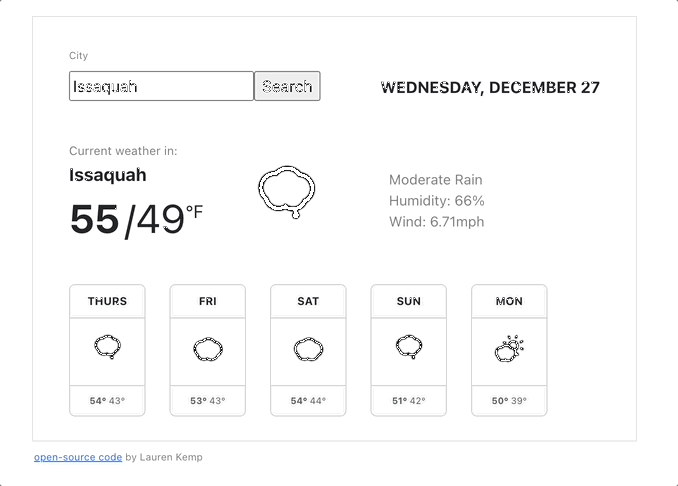 City
Issaquah Search
WEDNESDAY, DECEMBER 27
Current weather in:
Issaquah
55/49°F
Moderate Rain
Humidity: 66%
Wind: 6.71mph
THURS FRI SAT SUN MON
54° 43° 53° 43° 54° 44° 51° 42° 50° 39°
open-source code by Lauren Kemp